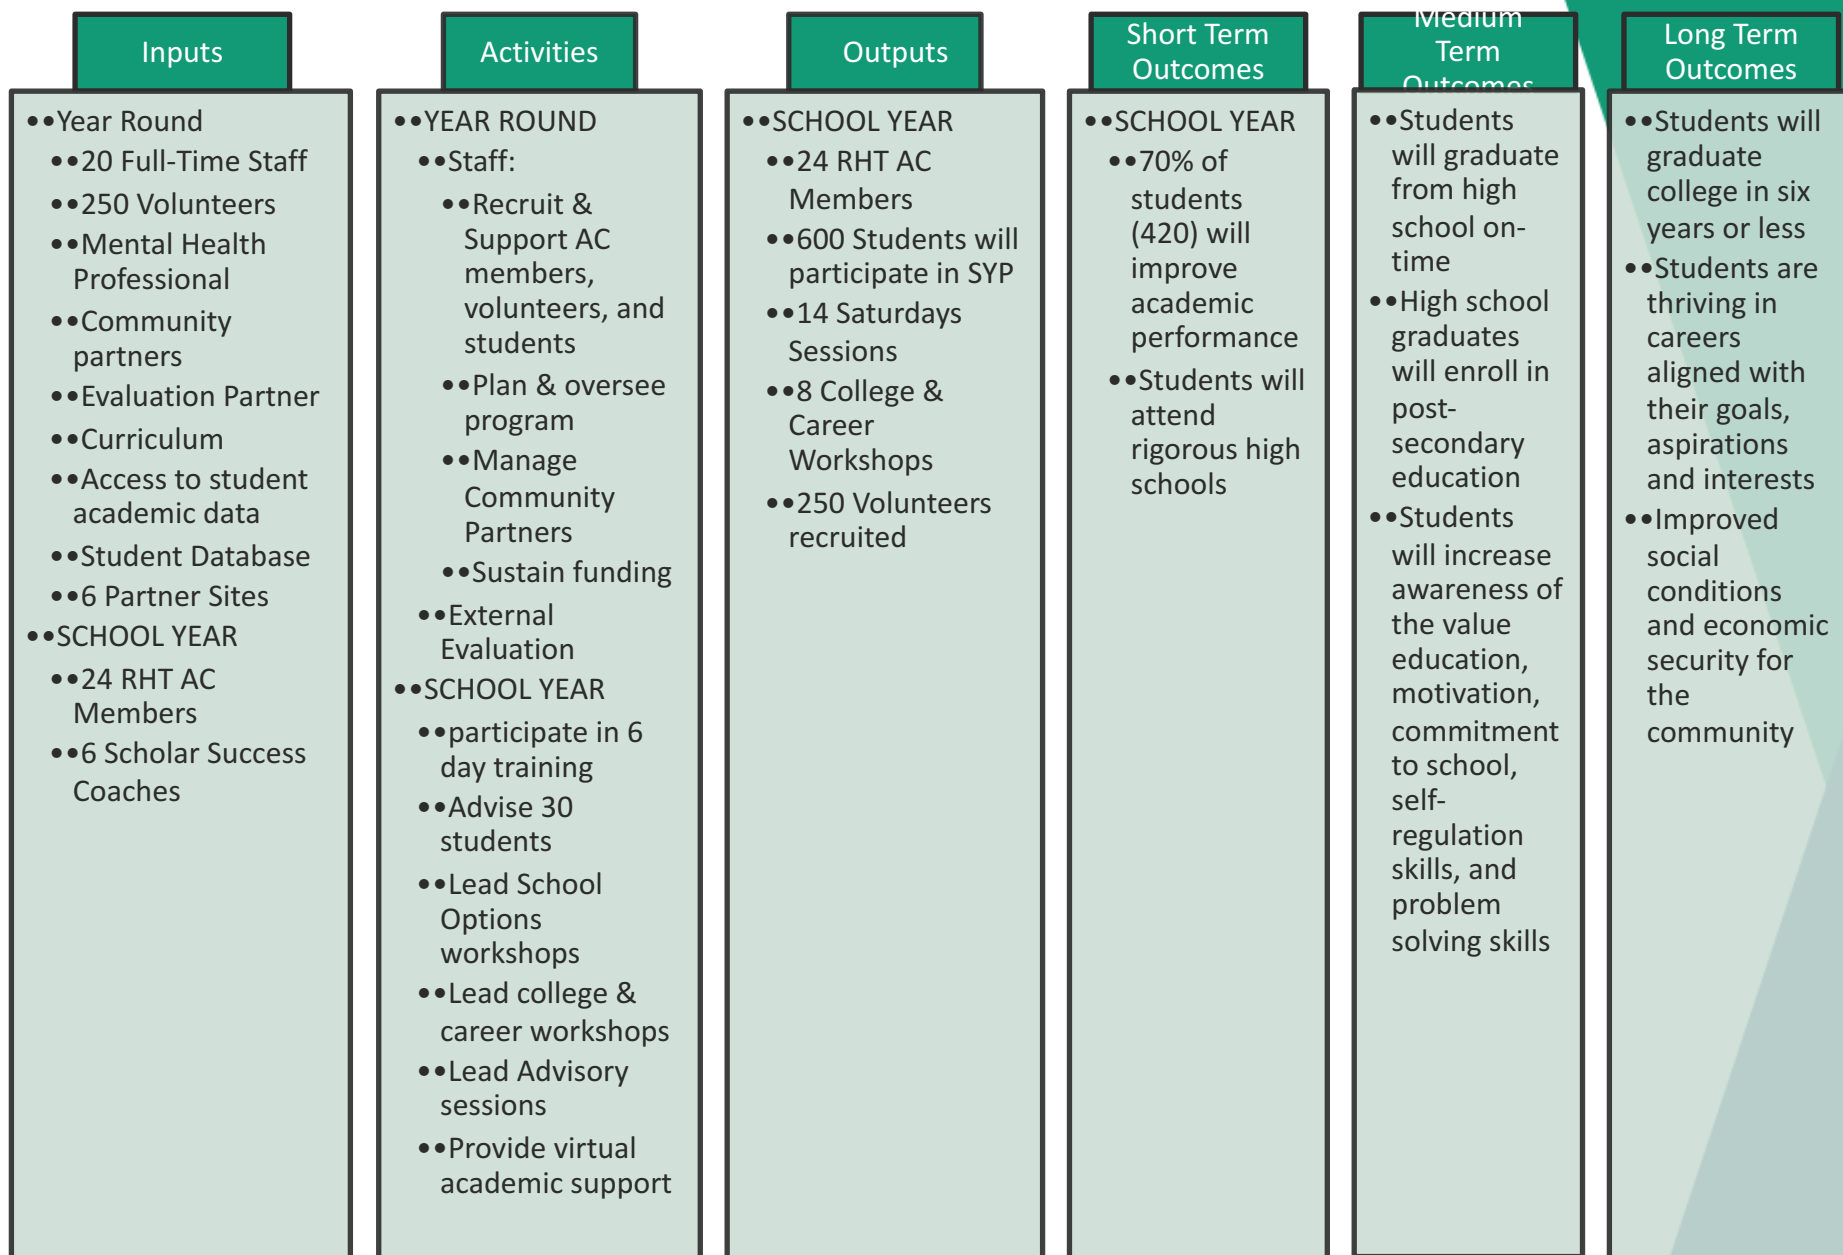 Inputs
••Year Round
••20 Full-Time Staff
••250 Volunteers
••Mental Health
Professional
••Community
partners
••Evaluation Partner
••Curriculum
••Access to student
academic data
••Student Database
••6 Partner Sites
••SCHOOL YEAR
••24 RHT AC
Members
••6 Scholar Success
Coaches
Activities
••YEAR ROUND
••Staff:
••Recruit &
Support AC
members,
volunteers, and
students
••Plan & oversee
program
••Manage
Community
Partners
••Sustain funding
••External
Evaluation
••SCHOOL YEAR
••participate in 6
day training
••Advise 30
students
••Lead School
Options
workshops
••Lead college &
career workshops
••Lead Advisory
sessions
••Provide virtual
academic support
Outputs
••SCHOOL YEAR
••24 RHT AC
Members
••600 Students will
participate in SYP
••14 Saturdays
Sessions
••8 College &
Career
Workshops
••250 Volunteers
recruited
Short Term
Outcomes
••SCHOOL YEAR
••70% of
students
(420) will
improve
academic
performance
••Students will
attend
rigorous high
schools
Medium
Term
Outcomes
••Students
will graduate
from high
school on-
time
••High school
graduates
will enroll in
post-
secondary
education
••Students
will increase
awareness of
the value
education,
motivation,
commitment
to school,
self-
regulation
skills, and
problem
solving skills
Long Term
Outcomes
••Students will
graduate
college in six
years or less
••Students are
thriving in
careers
aligned with
their goals,
aspirations
and interests
••Improved
social
conditions
and economic
security for
the
community